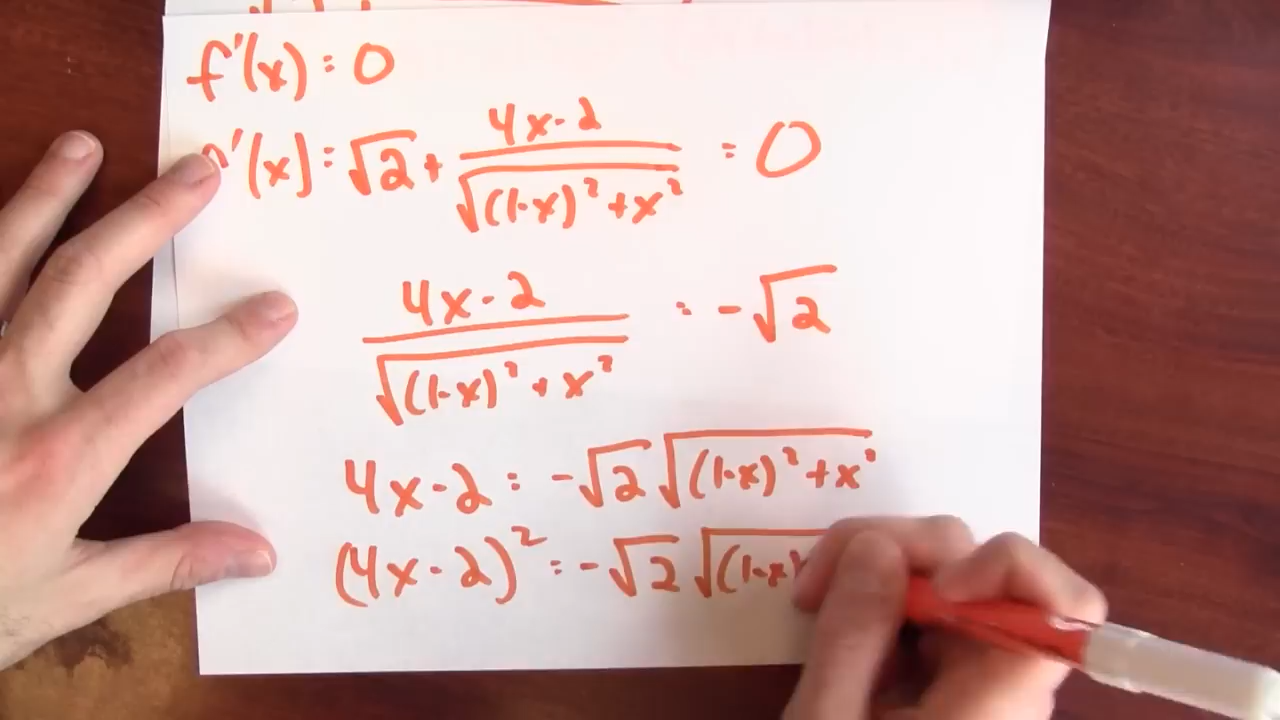 f'(x) = 0
'(x) = √2 + (4x-2)/√((1-x)² + x²) = 0
(4x-2)/√((1-x)² + x²) = -√2
4x-2 = -√2 √((1-x)² + x²
(4x-2)² = -√2 √((1-x)